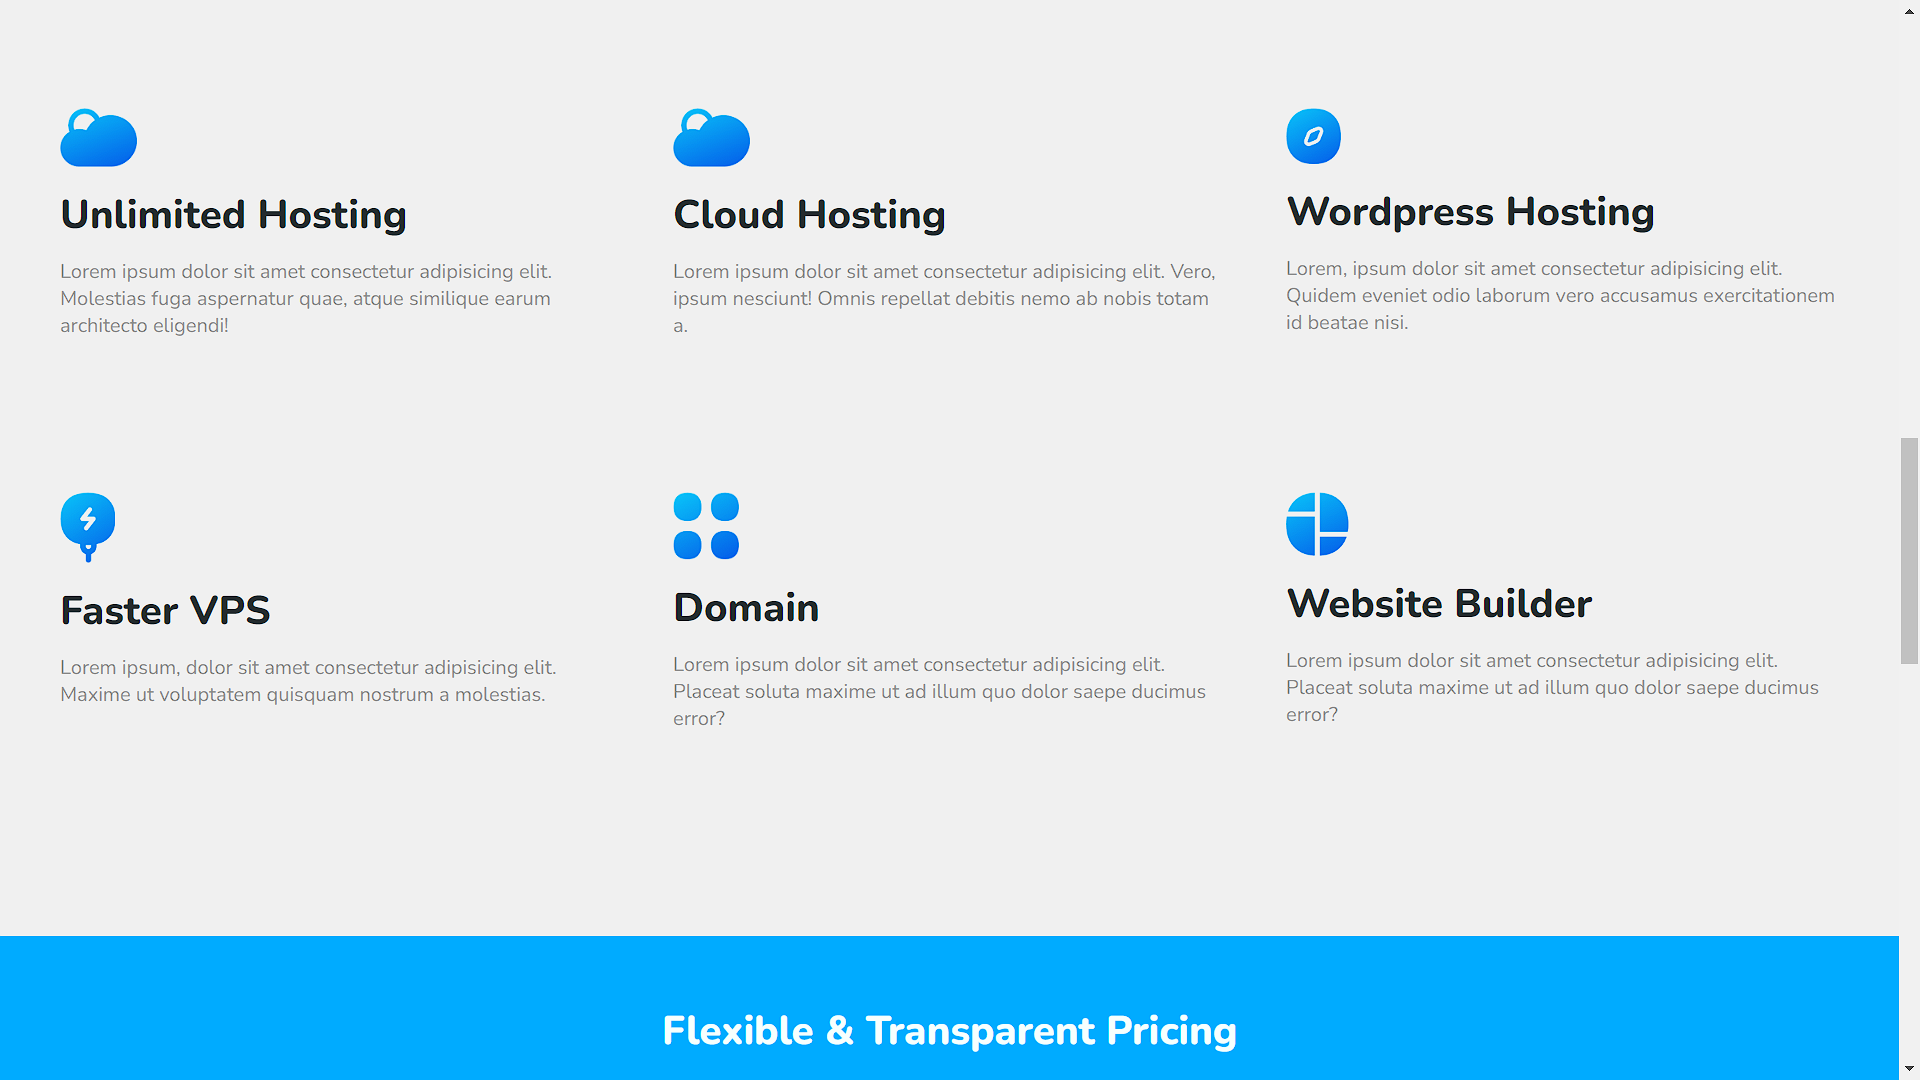 Unlimited Hosting
Lorem ipsum dolor sit amet consectetur adipisicing elit.
Molestias fuga aspernatur quae, atque similique earum
architecto eligendi!
Cloud Hosting
Lorem ipsum dolor sit amet consectetur adipisicing elit. Vero,
ipsum nesciunt! Omnis repellat debitis nemo ab nobis totam
a.
Wordpress Hosting
Lorem, ipsum dolor sit amet consectetur adipisicing elit.
Quidem eveniet odio laborum vero accusamus exercitationem
id beatae nisi.
Faster VPS
Lorem ipsum, dolor sit amet consectetur adipisicing elit.
Maxime ut voluptatem quisquam nostrum a molestias.
Domain
Lorem ipsum dolor sit amet consectetur adipisicing elit.
Placeat soluta maxime ut ad illum quo dolor saepe ducimus
error?
Website Builder
Lorem ipsum dolor sit amet consectetur adipisicing elit.
Placeat soluta maxime ut ad illum quo dolor saepe ducimus
error?
Flexible & Transparent Pricing